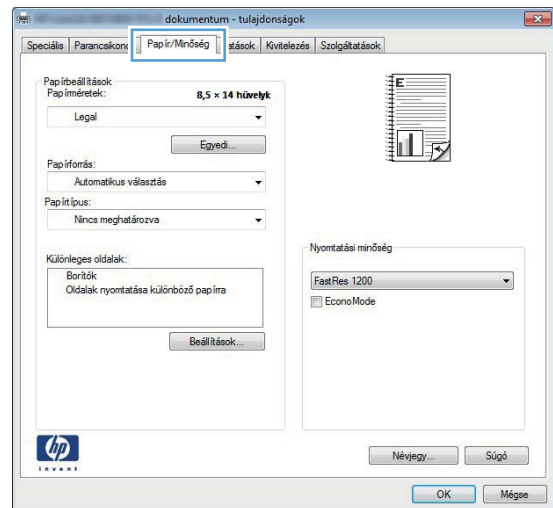 dokumentum - tulajdonságok
Speciális Papír/Minőség Kivitelezés Szolgáltatások
Papírbeállítások
Papírméretek: 8,5 × 14 hüvelyk
Legal
Egyedi...
Papírforrás:
Automatikus választás
Papírtípus:
Nincs meghatározva
Különleges oldalak:
Borítók
Oldalak nyomtatása különböző papírra
Beállítások...
E
Nyomtatási minőség
FastRes 1200
EconoMode
hp
invent
Névjegy... Súgó
OK Mégse